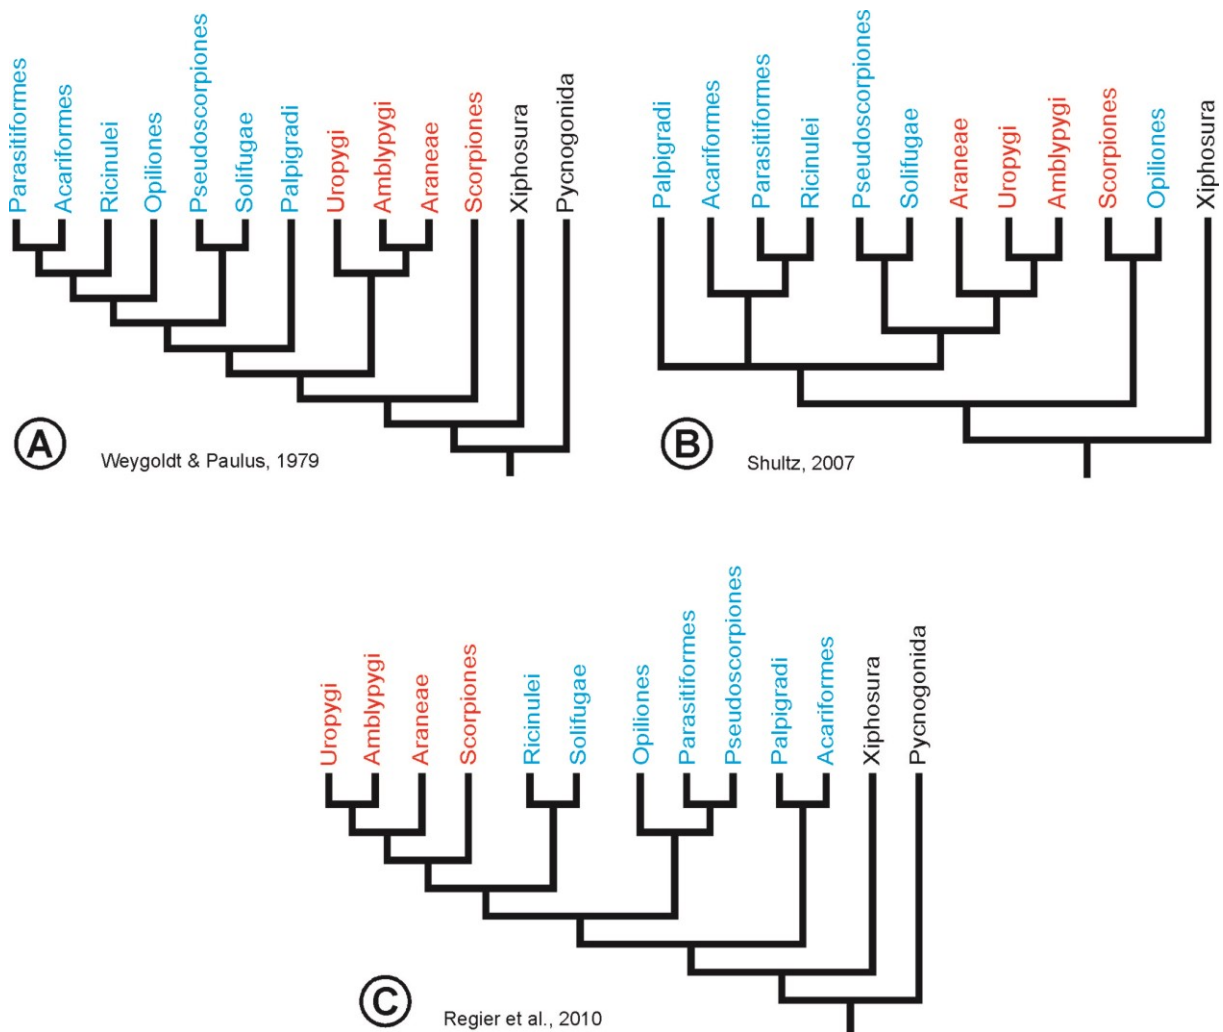 Parasitiformes
Acariformes
Ricinulei
Opiliones
Pseudoscorpiones
Solifugae
Palpigradi
Uropygi
Amblypygi
Araneae
Scorpiones
Xiphosura
Pycnogonida
A
Weygoldt & Paulus, 1979
Palpigradi
Acariformes
Parasitiformes
Ricinulei
Pseudoscorpiones
Solifugae
Araneae
Uropygi
Amblypygi
Scorpiones
Opiliones
Xiphosura
B
Shultz, 2007
Uropygi
Amblypygi
Araneae
Scorpiones
Ricinulei
Solifugae
Opiliones
Parasitiformes
Pseudoscorpiones
Palpigradi
Acariformes
Xiphosura
Pycnogonida
C
Regier et al., 2010